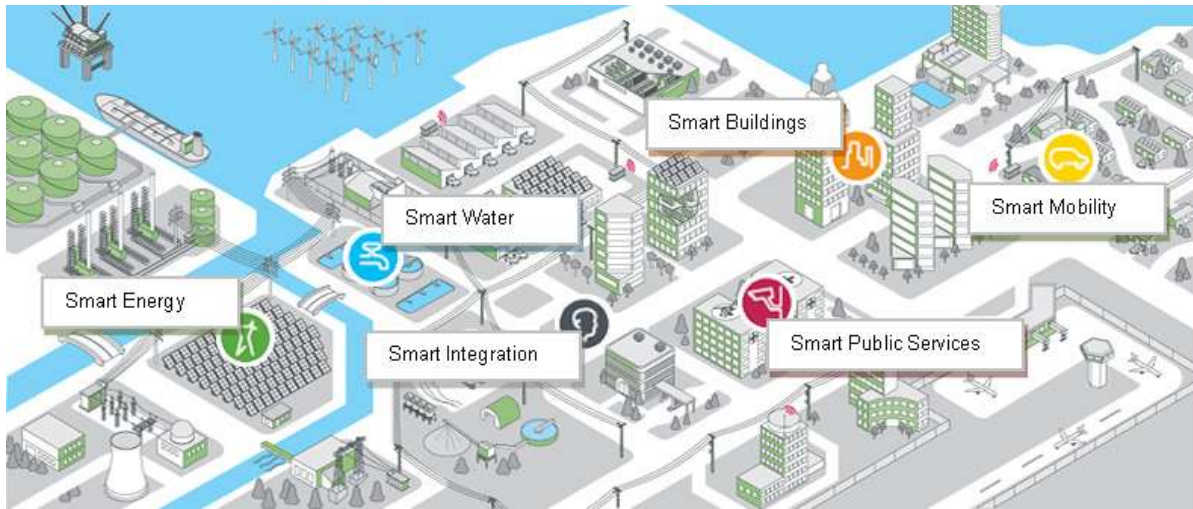 Smart Buildings
Smart Water
Smart Mobility
Smart Energy
Smart Integration
Smart Public Services